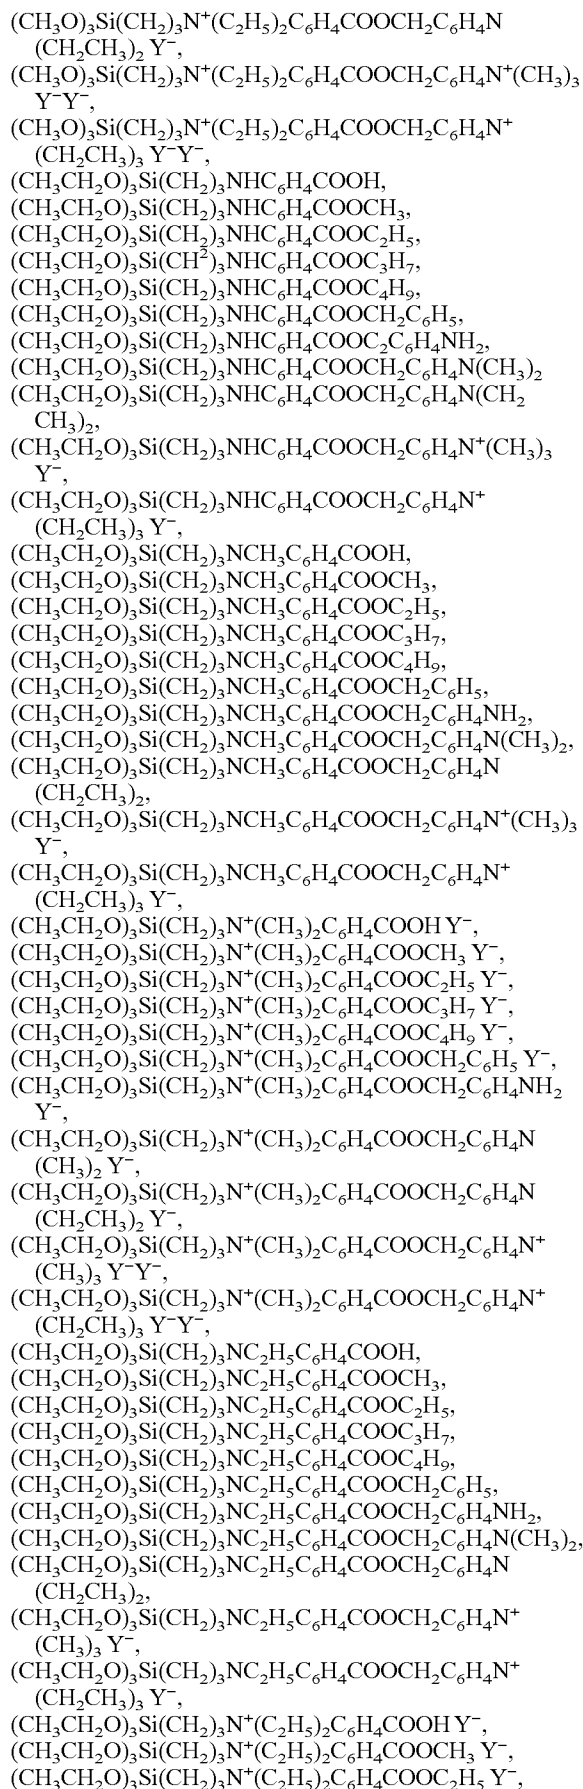 (CH₃O)₃Si(CH₂)₃N⁺(C₂H₅)₂C₆H₄COOCH₂C₆H₄N
(CH₂CH₃)₂ Y⁻,
(CH₃O)₃Si(CH₂)₃N⁺(C₂H₅)₂C₆H₄COOCH₂C₆H₄N⁺(CH₃)₃
Y⁻Y⁻,
(CH₃O)₃Si(CH₂)₃N⁺(C₂H₅)₂C₆H₄COOCH₂C₆H₄N⁺
(CH₂CH₃)₃ Y⁻Y⁻,
(CH₃CH₂O)₃Si(CH₂)₃NHC₆H₄COOH,
(CH₃CH₂O)₃Si(CH₂)₃NHC₆H₄COOCH₃,
(CH₃CH₂O)₃Si(CH₂)₃NHC₆H₄COOC₂H₅,
(CH₃CH₂O)₃Si(CH²)₃NHC₆H₄COOC₃H₇,
(CH₃CH₂O)₃Si(CH₂)₃NHC₆H₄COOC₄H₉,
(CH₃CH₂O)₃Si(CH₂)₃NHC₆H₄COOCH₂C₆H₅,
(CH₃CH₂O)₃Si(CH₂)₃NHC₆H₄COOC₂C₆H₄NH₂,
(CH₃CH₂O)₃Si(CH₂)₃NHC₆H₄COOCH₂C₆H₄N(CH₃)₂
(CH₃CH₂O)₃Si(CH₂)₃NHC₆H₄COOCH₂C₆H₄N(CH₂
CH₃)₂,
(CH₃CH₂O)₃Si(CH₂)₃NHC₆H₄COOCH₂C₆H₄N⁺(CH₃)₃
Y⁻,
(CH₃CH₂O)₃Si(CH₂)₃NHC₆H₄COOCH₂C₆H₄N⁺
(CH₂CH₃)₃ Y⁻,
(CH₃CH₂O)₃Si(CH₂)₃NCH₃C₆H₄COOH,
(CH₃CH₂O)₃Si(CH₂)₃NCH₃C₆H₄COOCH₃,
(CH₃CH₂O)₃Si(CH₂)₃NCH₃C₆H₄COOC₂H₅,
(CH₃CH₂O)₃Si(CH₂)₃NCH₃C₆H₄COOC₃H₇,
(CH₃CH₂O)₃Si(CH₂)₃NCH₃C₆H₄COOC₄H₉,
(CH₃CH₂O)₃Si(CH₂)₃NCH₃C₆H₄COOCH₂C₆H₅,
(CH₃CH₂O)₃Si(CH₂)₃NCH₃C₆H₄COOCH₂C₆H₄NH₂,
(CH₃CH₂O)₃Si(CH₂)₃NCH₃C₆H₄COOCH₂C₆H₄N(CH₃)₂,
(CH₃CH₂O)₃Si(CH₂)₃NCH₃C₆H₄COOCH₂C₆H₄N
(CH₂CH₃)₂,
(CH₃CH₂O)₃Si(CH₂)₃NCH₃C₆H₄COOCH₂C₆H₄N⁺(CH₃)₃
Y⁻,
(CH₃CH₂O)₃Si(CH₂)₃NCH₃C₆H₄COOCH₂C₆H₄N⁺
(CH₂CH₃)₃ Y⁻,
(CH₃CH₂O)₃Si(CH₂)₃N⁺(CH₃)₂C₆H₄COOH Y⁻,
(CH₃CH₂O)₃Si(CH₂)₃N⁺(CH₃)₂C₆H₄COOCH₃ Y⁻,
(CH₃CH₂O)₃Si(CH₂)₃N⁺(CH₃)₂C₆H₄COOC₂H₅ Y⁻,
(CH₃CH₂O)₃Si(CH₂)₃N⁺(CH₃)₂C₆H₄COOC₃H₇ Y⁻,
(CH₃CH₂O)₃Si(CH₂)₃N⁺(CH₃)₂C₆H₄COOC₄H₉ Y⁻,
(CH₃CH₂O)₃Si(CH₂)₃N⁺(CH₃)₂C₆H₄COOCH₂C₆H₅ Y⁻,
(CH₃CH₂O)₃Si(CH₂)₃N⁺(CH₃)₂C₆H₄COOCH₂C₆H₄NH₂
Y⁻,
(CH₃CH₂O)₃Si(CH₂)₃N⁺(CH₃)₂C₆H₄COOCH₂C₆H₄N
(CH₃)₂ Y⁻,
(CH₃CH₂O)₃Si(CH₂)₃N⁺(CH₃)₂C₆H₄COOCH₂C₆H₄N
(CH₂CH₃)₂ Y⁻,
(CH₃CH₂O)₃Si(CH₂)₃N⁺(CH₃)₂C₆H₄COOCH₂C₆H₄N⁺
(CH₃)₃ Y⁻Y⁻,
(CH₃CH₂O)₃Si(CH₂)₃N⁺(CH₃)₂C₆H₄COOCH₂C₆H₄N⁺
(CH₂CH₃)₃ Y⁻Y⁻,
(CH₃CH₂O)₃Si(CH₂)₃NC₂H₅C₆H₄COOH,
(CH₃CH₂O)₃Si(CH₂)₃NC₂H₅C₆H₄COOCH₃,
(CH₃CH₂O)₃Si(CH₂)₃NC₂H₅C₆H₄COOC₂H₅,
(CH₃CH₂O)₃Si(CH₂)₃NC₂H₅C₆H₄COOC₃H₇,
(CH₃CH₂O)₃Si(CH₂)₃NC₂H₅C₆H₄COOC₄H₉,
(CH₃CH₂O)₃Si(CH₂)₃NC₂H₅C₆H₄COOCH₂C₆H₅,
(CH₃CH₂O)₃Si(CH₂)₃NC₂H₅C₆H₄COOCH₂C₆H₄NH₂,
(CH₃CH₂O)₃Si(CH₂)₃NC₂H₅C₆H₄COOCH₂C₆H₄N(CH₃)₂,
(CH₃CH₂O)₃Si(CH₂)₃NC₂H₅C₆H₄COOCH₂C₆H₄N
(CH₂CH₃)₂,
(CH₃CH₂O)₃Si(CH₂)₃NC₂H₅C₆H₄COOCH₂C₆H₄N⁺
(CH₃)₃ Y⁻,
(CH₃CH₂O)₃Si(CH₂)₃NC₂H₅C₆H₄COOCH₂C₆H₄N⁺
(CH₂CH₃)₃ Y⁻,
(CH₃CH₂O)₃Si(CH₂)₃N⁺(C₂H₅)₂C₆H₄COOH Y⁻,
(CH₃CH₂O)₃Si(CH₂)₃N⁺(C₂H₅)₂C₆H₄COOCH₃ Y⁻,
(CH₃CH₂O)₃Si(CH₂)₃N⁺(C₂H₅)₂C₆H₄COOC₂H₅ Y⁻,